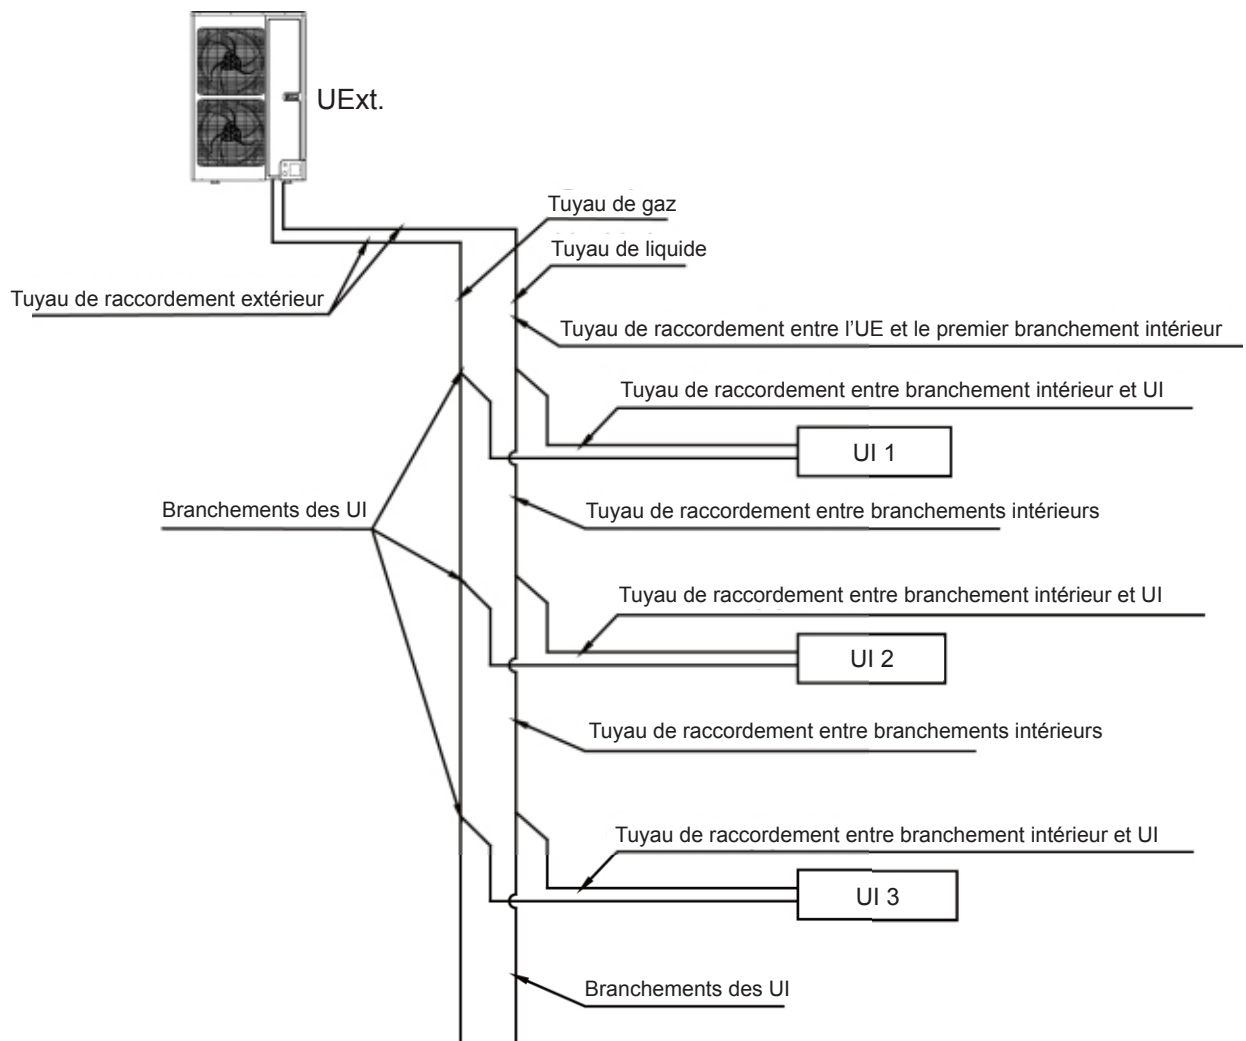 UExt.
Tuyau de gaz
Tuyau de liquide
Tuyau de raccordement extérieur
Tuyau de raccordement entre l’UE et le premier branchement intérieur
Tuyau de raccordement entre branchement intérieur et UI
UI 1
Branchements des UI
Tuyau de raccordement entre branchements intérieurs
Tuyau de raccordement entre branchement intérieur et UI
UI 2
Tuyau de raccordement entre branchements intérieurs
Tuyau de raccordement entre branchement intérieur et UI
UI 3
Branchements des UI